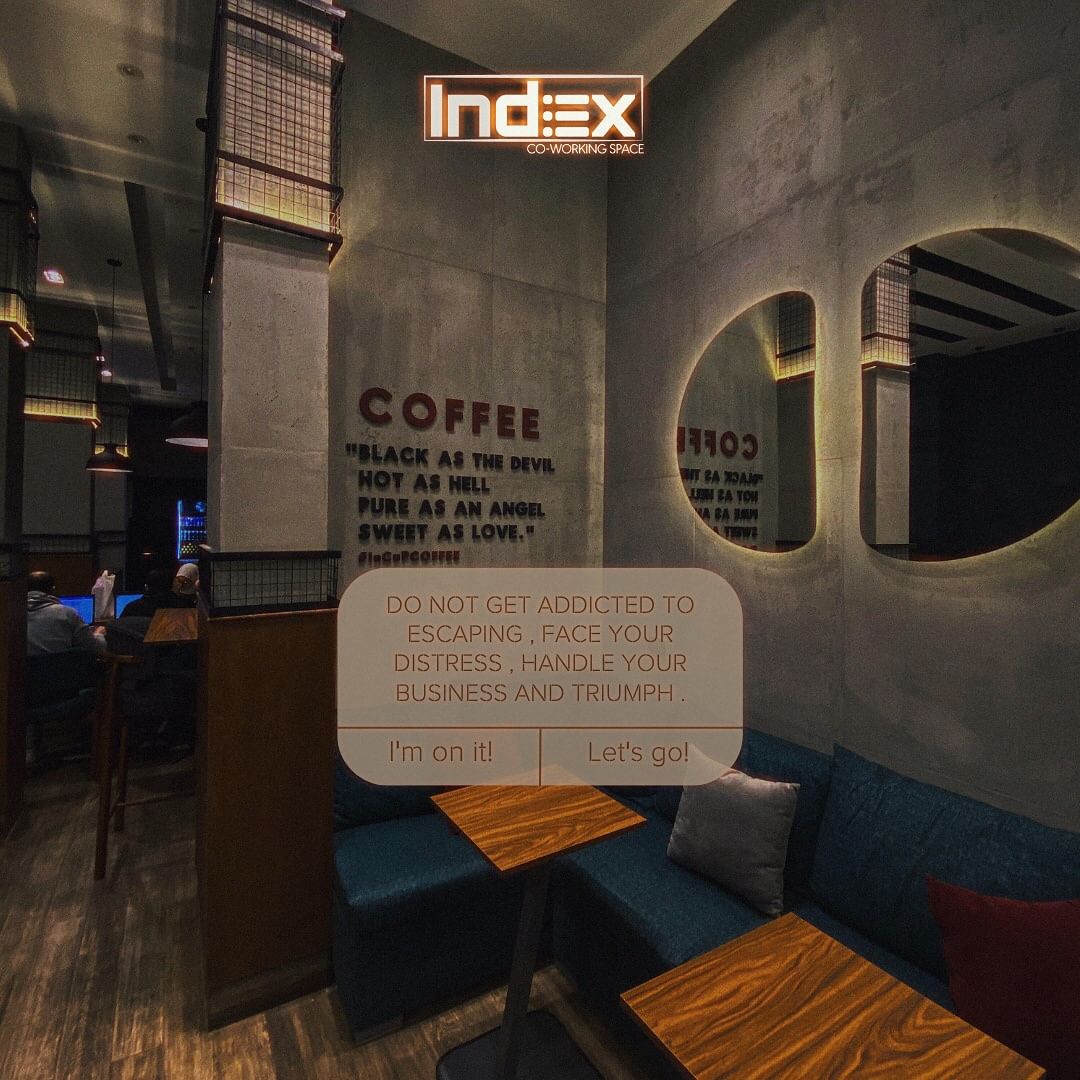 IndEx
CO-WORKING SPACE
COFFEE
"BLACK AS THE DEVIL
HOT AS HELL
PURE AS AN ANGEL
SWEET AS LOVE."
DO NOT GET ADDICTED TO
ESCAPING , FACE YOUR
DISTRESS , HANDLE YOUR
BUSINESS AND TRIUMPH .
I'm on it!
Let's go!